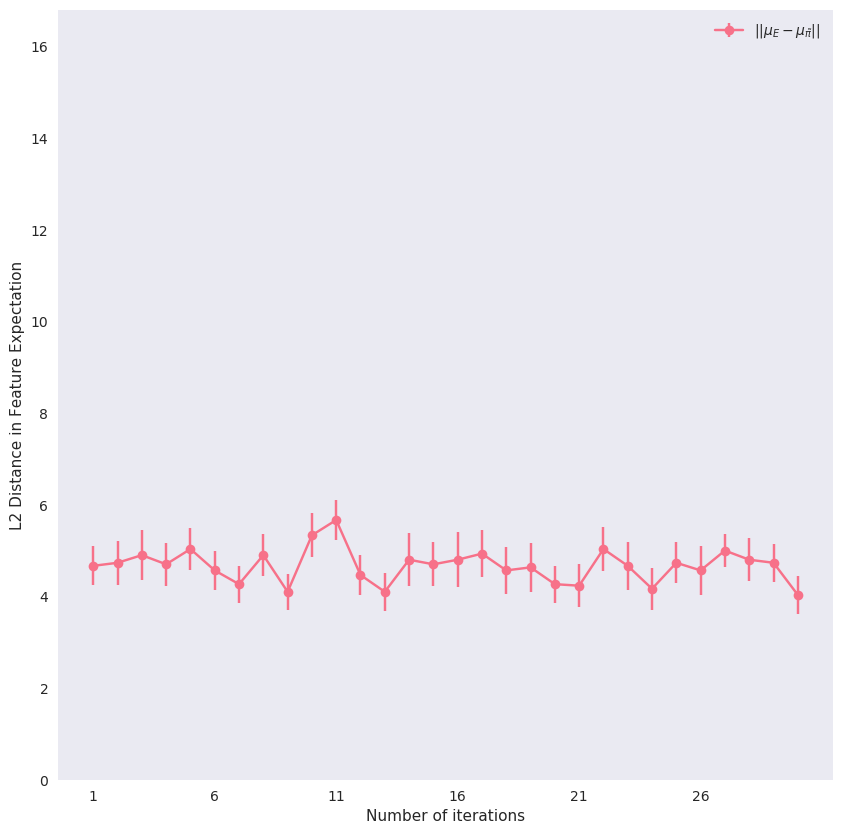 ||μ_E − μ_π̃||
16
14
12
10
8
6
4
2
0
L2 Distance in Feature Expectation
1 6 11 16 21 26
Number of iterations